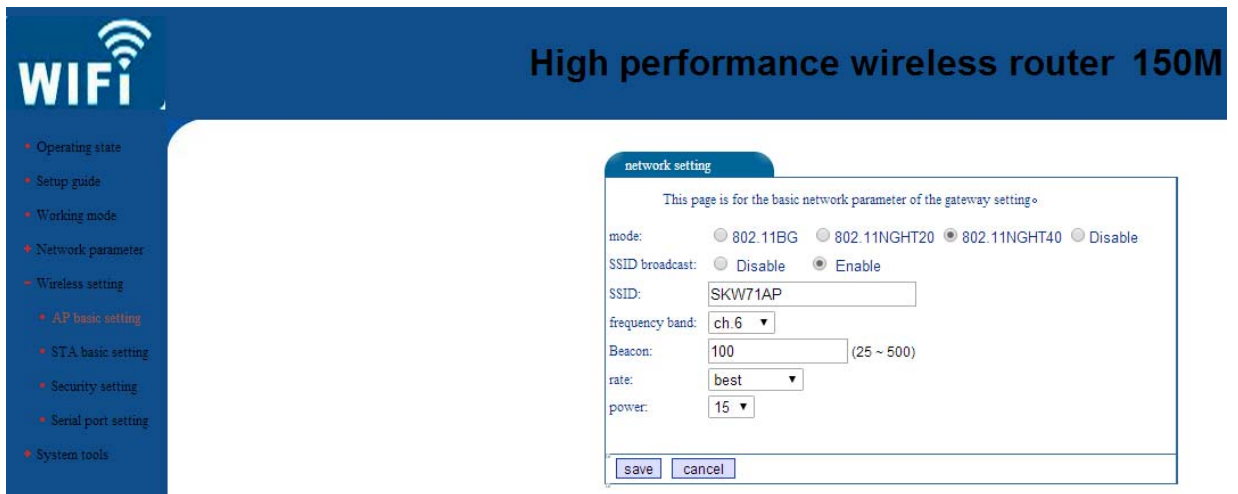 WIFi
High performance wireless router 150M
Operating state
Setup guide
Working mode
Network parameter
Wireless setting
AP basic setting
STA basic setting
Security setting
Serial port setting
System tools
network setting
This page is for the basic network parameter of the gateway setting。
mode: 802.11BG 802.11NGHT20 802.11NGHT40 Disable
SSID broadcast: Disable Enable
SSID: SKW71AP
frequency band: ch.6
Beacon: 100 (25 ~ 500)
rate: best
power: 15
save cancel